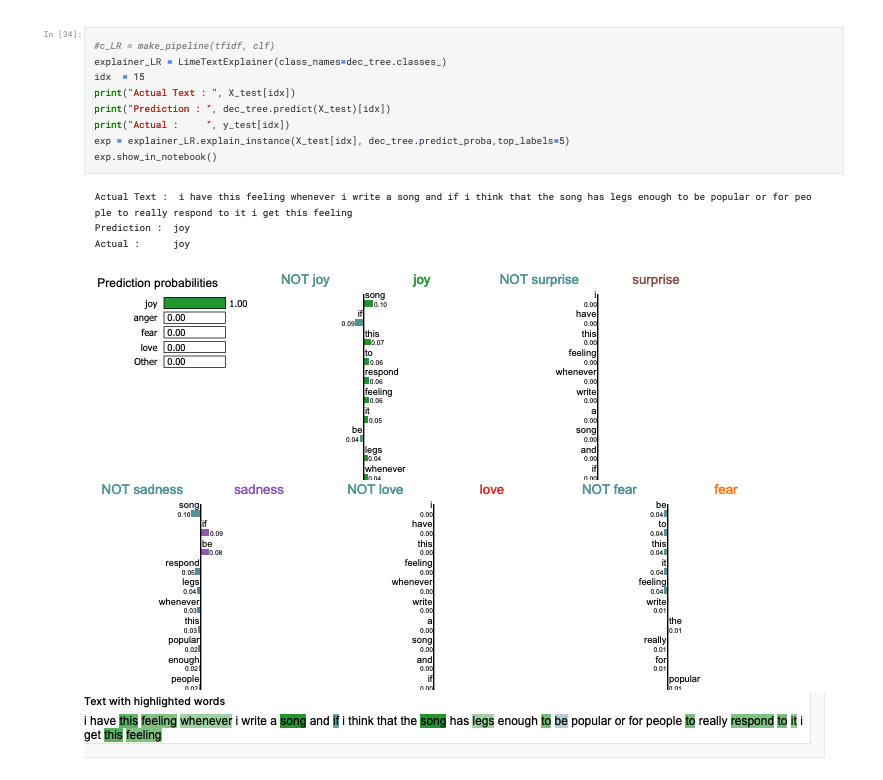 In [34]:
#c_LR = make_pipeline(tfidf, clf)
explainer_LR = LimeTextExplainer(class_names=dec_tree.classes_)
idx  = 15
print("Actual Text : ", X_test[idx])
print("Prediction : ", dec_tree.predict(X_test)[idx])
print("Actual :     ", y_test[idx])
exp = explainer_LR.explain_instance(X_test[idx], dec_tree.predict_proba,top_labels=5)
exp.show_in_notebook()
Actual Text :  i have this feeling whenever i write a song and if i think that the song has legs enough to be popular or for peo
ple to really respond to it i get this feeling
Prediction :  joy
Actual :      joy
Prediction probabilities
joy 1.00
anger 0.00
fear 0.00
love 0.00
Other 0.00
NOT joy joy
song
0.10
if
0.09
this
0.07
to
0.06
respond
0.06
feeling
0.06
it
0.05
be
0.04
legs
0.04
whenever
0.04
NOT surprise surprise
i
0.00
have
0.00
this
0.00
feeling
0.00
whenever
0.00
write
0.00
a
0.00
song
0.00
and
0.00
if
0.00
NOT sadness sadness
song
0.10
if
0.09
be
0.08
respond
0.05
legs
0.04
whenever
0.03
this
0.03
popular
0.02
enough
0.02
people
0.02
NOT love love
i
0.00
have
0.00
this
0.00
feeling
0.00
whenever
0.00
write
0.00
a
0.00
song
0.00
and
0.00
if
0.00
NOT fear fear
be
0.04
to
0.04
this
0.04
it
0.04
feeling
0.04
write
0.01
the
0.01
really
0.01
for
0.01
popular
0.01
Text with highlighted words
i have this feeling whenever i write a song and if i think that the song has legs enough to be popular or for people to really respond to it i
get this feeling